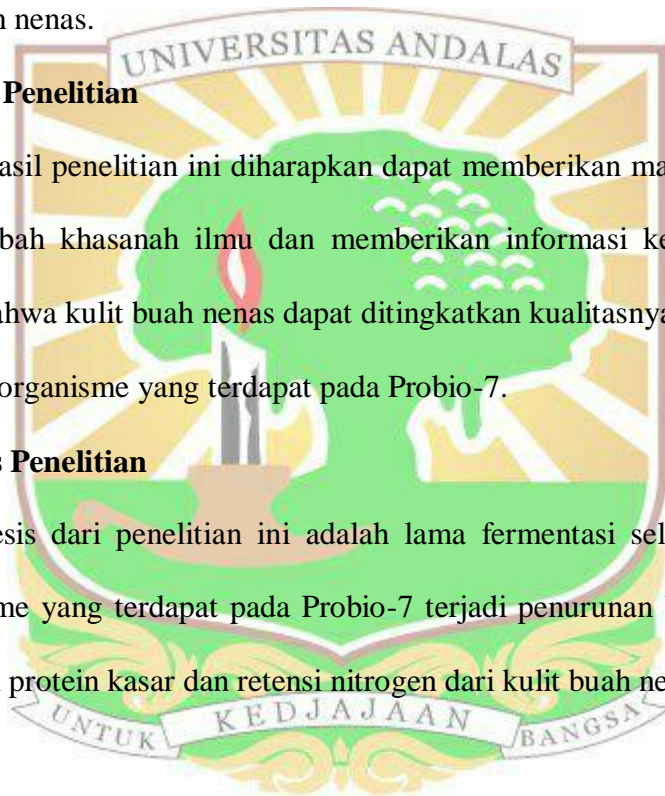 n nenas.
UNIVERSITAS ANDALAS
Penelitian
asil penelitian ini diharapkan dapat memberikan ma
bah khasanah ilmu dan memberikan informasi ke
ahwa kulit buah nenas dapat ditingkatkan kualitasnya
organisme yang terdapat pada Probio-7.
s Penelitian
esis dari penelitian ini adalah lama fermentasi sel
me yang terdapat pada Probio-7 terjadi penurunan
protein kasar dan retensi nitrogen dari kulit buah ne
UNTUK KEDJAJAAN BANGSA